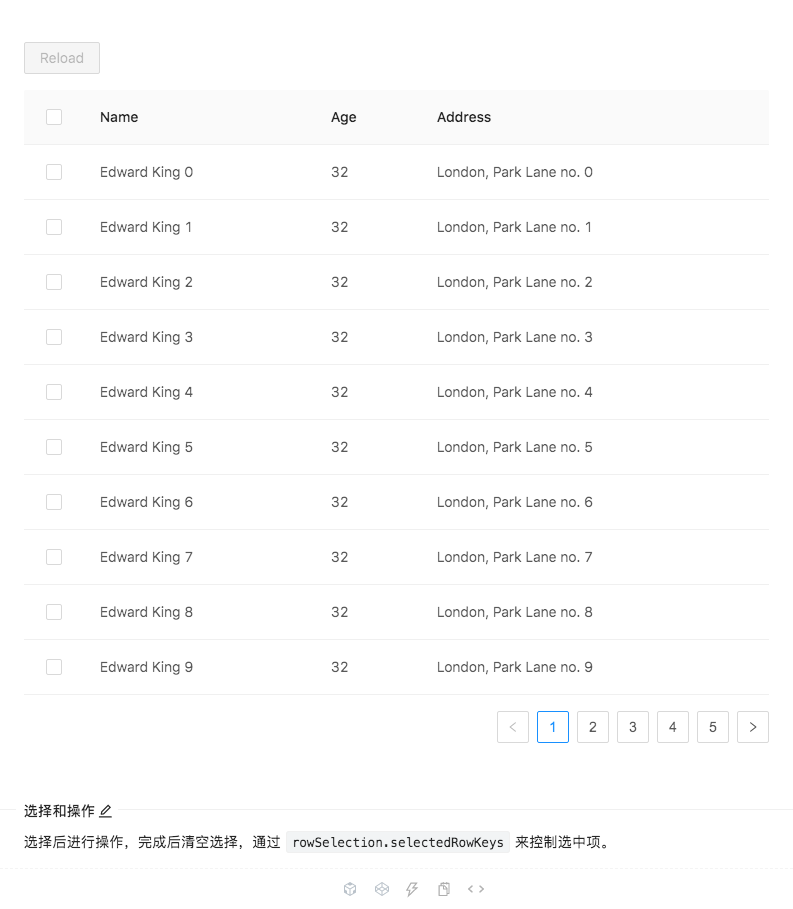 Reload
Name Age Address
Edward King 0 32 London, Park Lane no. 0
Edward King 1 32 London, Park Lane no. 1
Edward King 2 32 London, Park Lane no. 2
Edward King 3 32 London, Park Lane no. 3
Edward King 4 32 London, Park Lane no. 4
Edward King 5 32 London, Park Lane no. 5
Edward King 6 32 London, Park Lane no. 6
Edward King 7 32 London, Park Lane no. 7
Edward King 8 32 London, Park Lane no. 8
Edward King 9 32 London, Park Lane no. 9
< 1 2 3 4 5 >
选择和操作
选择后进行操作，完成后清空选择，通过 rowSelection.selectedRowKeys 来控制选中项。